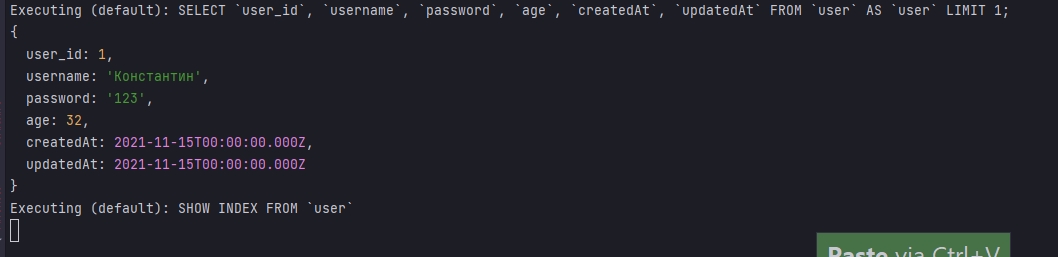 Executing (default): SELECT `user_id`, `username`, `password`, `age`, `createdAt`, `updatedAt` FROM `user` AS `user` LIMIT 1;
{
  user_id: 1,
  username: 'Константин',
  password: '123',
  age: 32,
  createdAt: 2021-11-15T00:00:00.000Z,
  updatedAt: 2021-11-15T00:00:00.000Z
}
Executing (default): SHOW INDEX FROM `user`
Paste via Ctrl+V